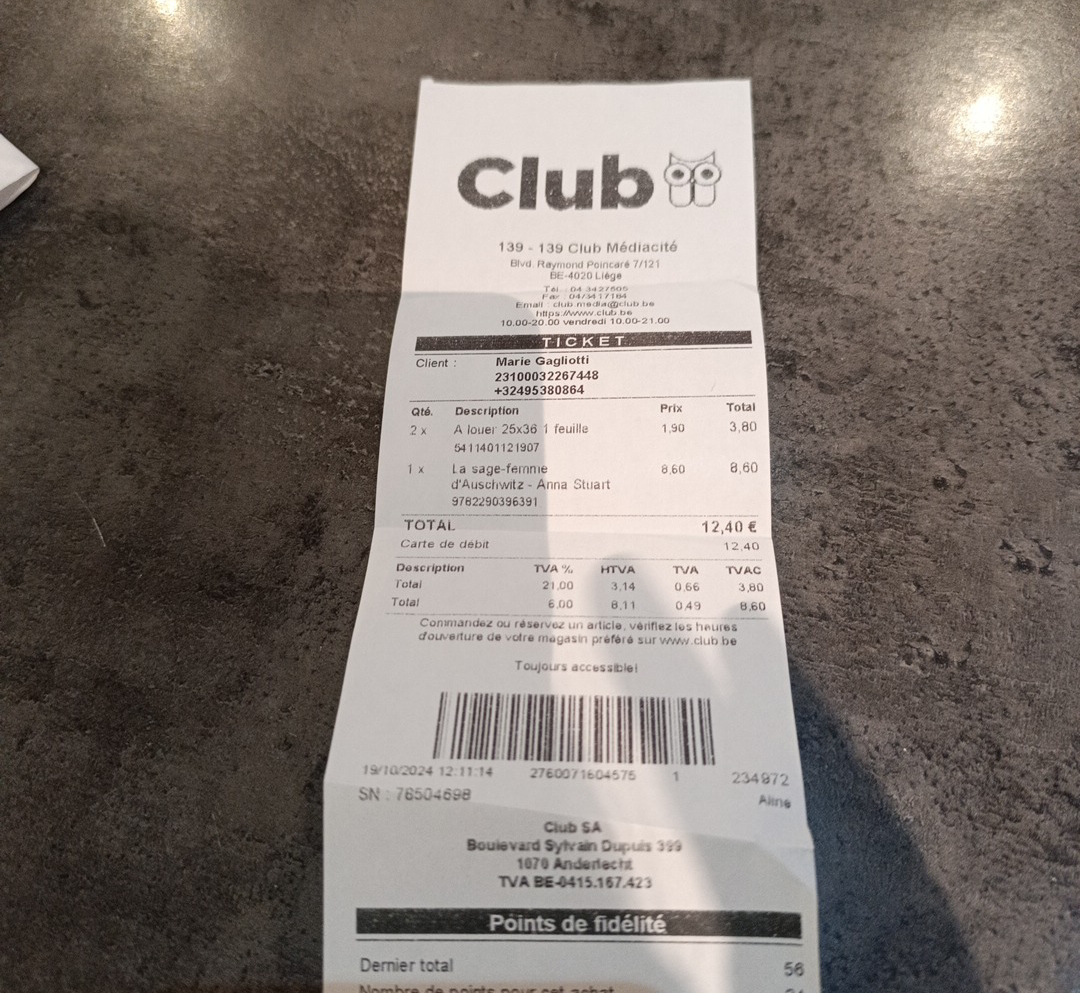 Club
139 - 139 Club Médiacité
Blvd. Raymond Poincaré 7/121
BE-4020 Liège
Tél : 04 3427505
Fax : 04/3417184
Email : club.media@club.be
https://www.club.be
10.00-20.00 vendredi 10.00-21.00
TICKET
Client : Marie Gagliotti
23100032267448
+32495380864
Qté. Description Prix Total
2 x A louer 25x36 1 feuille 1,90 3,80
5411401121907
1 x La sage-femme 8,60 8,60
d'Auschwitz - Anna Stuart
9782290396391
TOTAL 12,40 €
Carte de débit 12,40
Description TVA % HTVA TVA TVAC
Total 21,00 3,14 0,66 3,80
Total 6,00 8,11 0,49 8,60
Commandez ou réservez un article, vérifiez les heures
d'ouverture de votre magasin préféré sur www.club.be
Toujours accessible!
19/10/2024 12:11:14 2760071604575 1 234972
SN : 76504698 Aline
Club SA
Boulevard Sylvain Dupuis 399
1070 Anderlecht
TVA BE-0415.167.423
Points de fidélité
Dernier total 56
Nombre de points pour cet achat